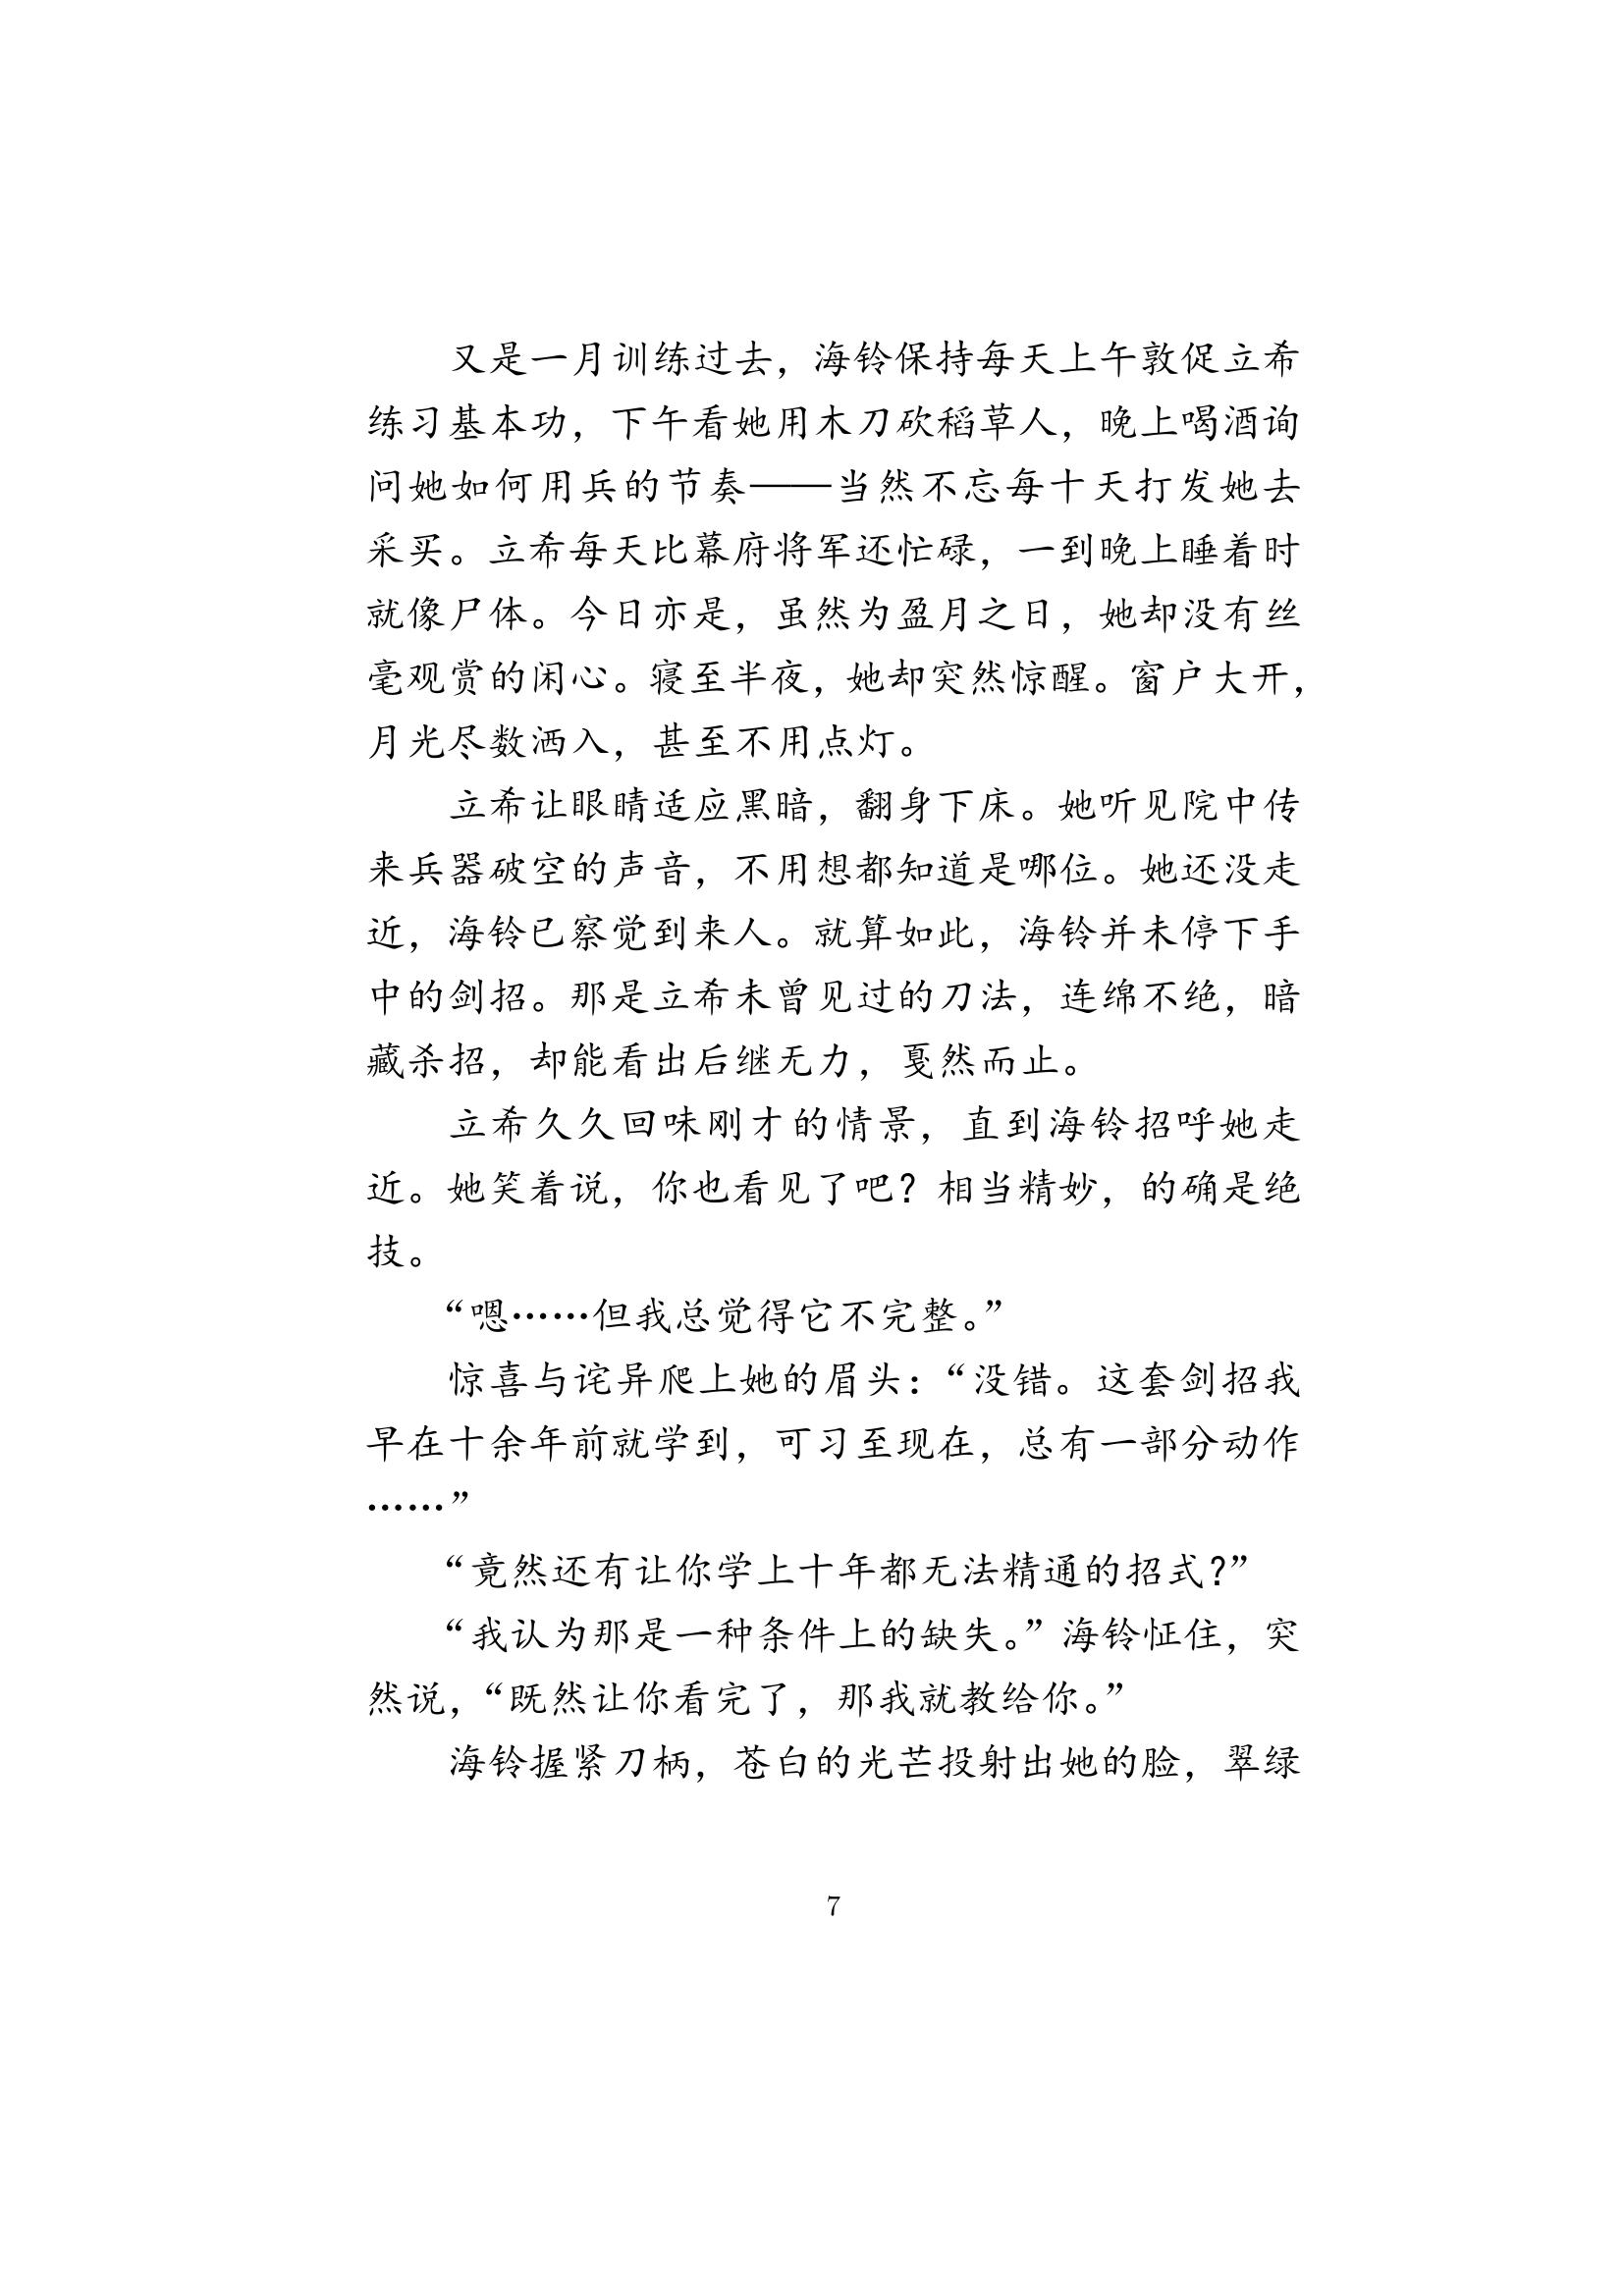 又是一月训练过去，海铃保持每天上午敦促立希
练习基本功，下午看她用木刀砍稻草人，晚上喝酒询
问她如何用兵的节奏——当然不忘每十天打发她去
采买。立希每天比幕府将军还忙碌，一到晚上睡着时
就像尸体。今日亦是，虽然为盈月之日，她却没有丝
毫观赏的闲心。寝至半夜，她却突然惊醒。窗户大开，
月光尽数洒入，甚至不用点灯。
立希让眼睛适应黑暗，翻身下床。她听见院中传
来兵器破空的声音，不用想都知道是哪位。她还没走
近，海铃已察觉到来人。就算如此，海铃并未停下手
中的剑招。那是立希未曾见过的刀法，连绵不绝，暗
藏杀招，却能看出后继无力，戛然而止。
立希久久回味刚才的情景，直到海铃招呼她走
近。她笑着说，你也看见了吧？相当精妙，的确是绝
技。
“嗯……但我总觉得它不完整。”
惊喜与诧异爬上她的眉头：“没错。这套剑招我
早在十余年前就学到，可习至现在，总有一部分动作
……”
“竟然还有让你学上十年都无法精通的招式？”
“我认为那是一种条件上的缺失。”海铃怔住，突
然说，“既然让你看完了，那我就教给你。”
海铃握紧刀柄，苍白的光芒投射出她的脸，翠绿
7